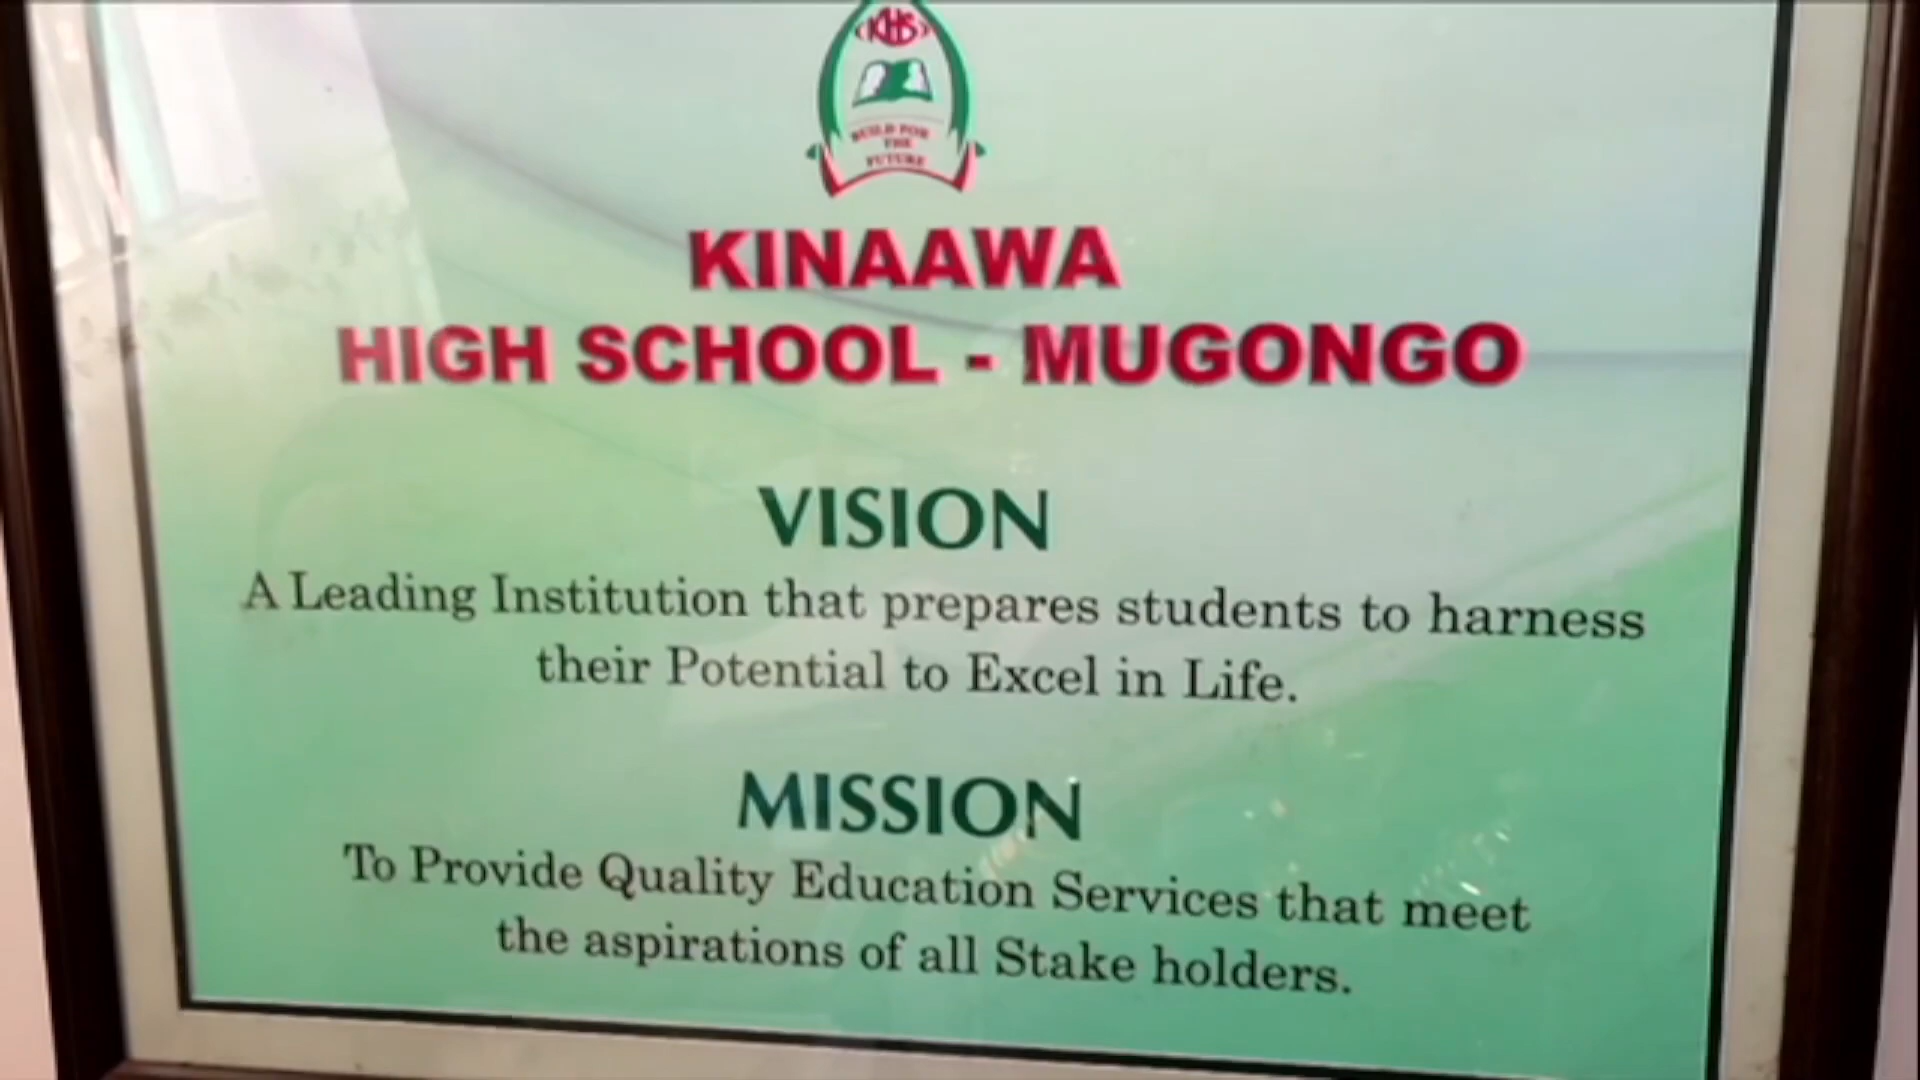 KHS
BUILD FOR
THE
FUTURE
KINAAWA
HIGH SCHOOL - MUGONGO
VISION
A Leading Institution that prepares students to harness
their Potential to Excel in Life.
MISSION
To Provide Quality Education Services that meet
the aspirations of all Stake holders.